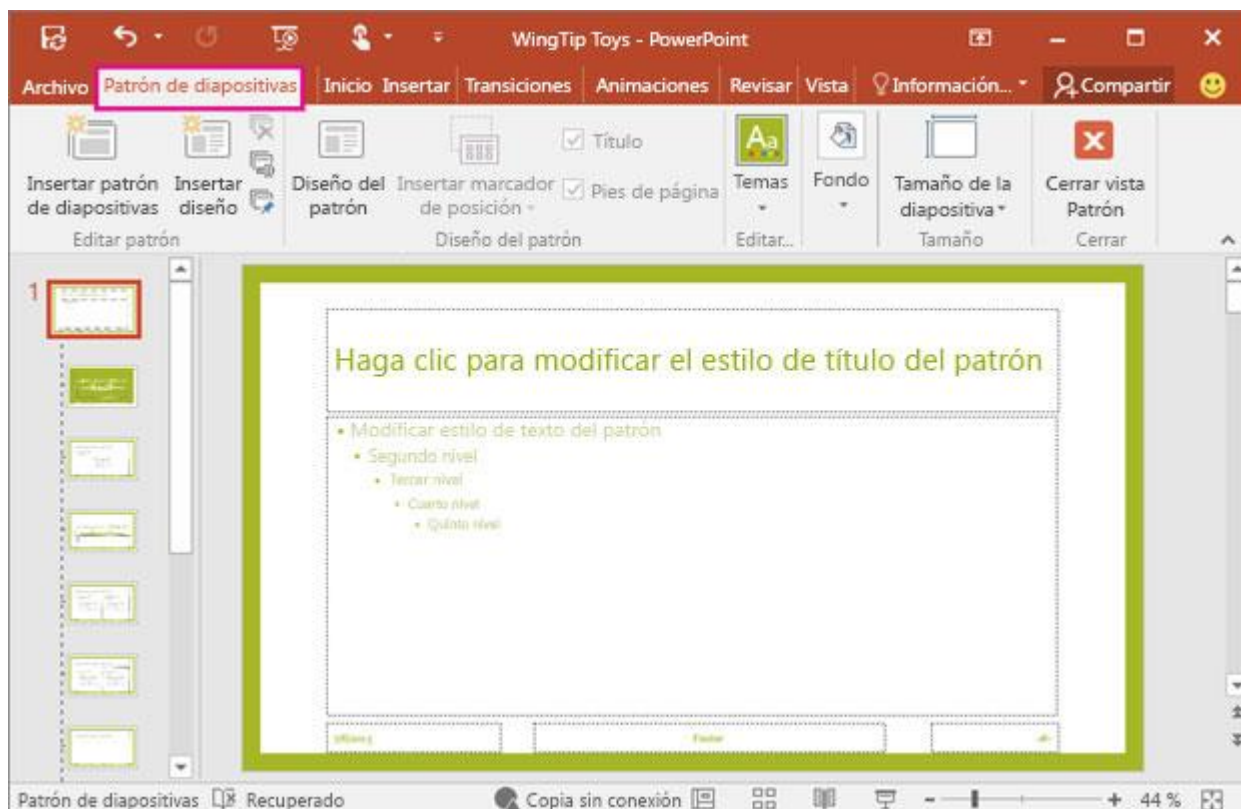 WingTip Toys - PowerPoint
Archivo Patrón de diapositivas Inicio Insertar Transiciones Animaciones Revisar Vista Información... Compartir
Insertar patrón de diapositivas
Insertar diseño
Editar patrón
Diseño del patrón
Insertar marcador de posición
Título
Pies de página
Diseño del patrón
Aa
Temas
Editar...
Fondo
Tamaño de la diapositiva
Tamaño
Cerrar vista Patrón
Cerrar
1
Haga clic para modificar el estilo de título del patrón
• Modificar estilo de texto del patrón
• Segundo nivel
• Tercer nivel
• Cuarto nivel
• Quinto nivel
Footer
Patrón de diapositivas Recuperado Copia sin conexión 44 %